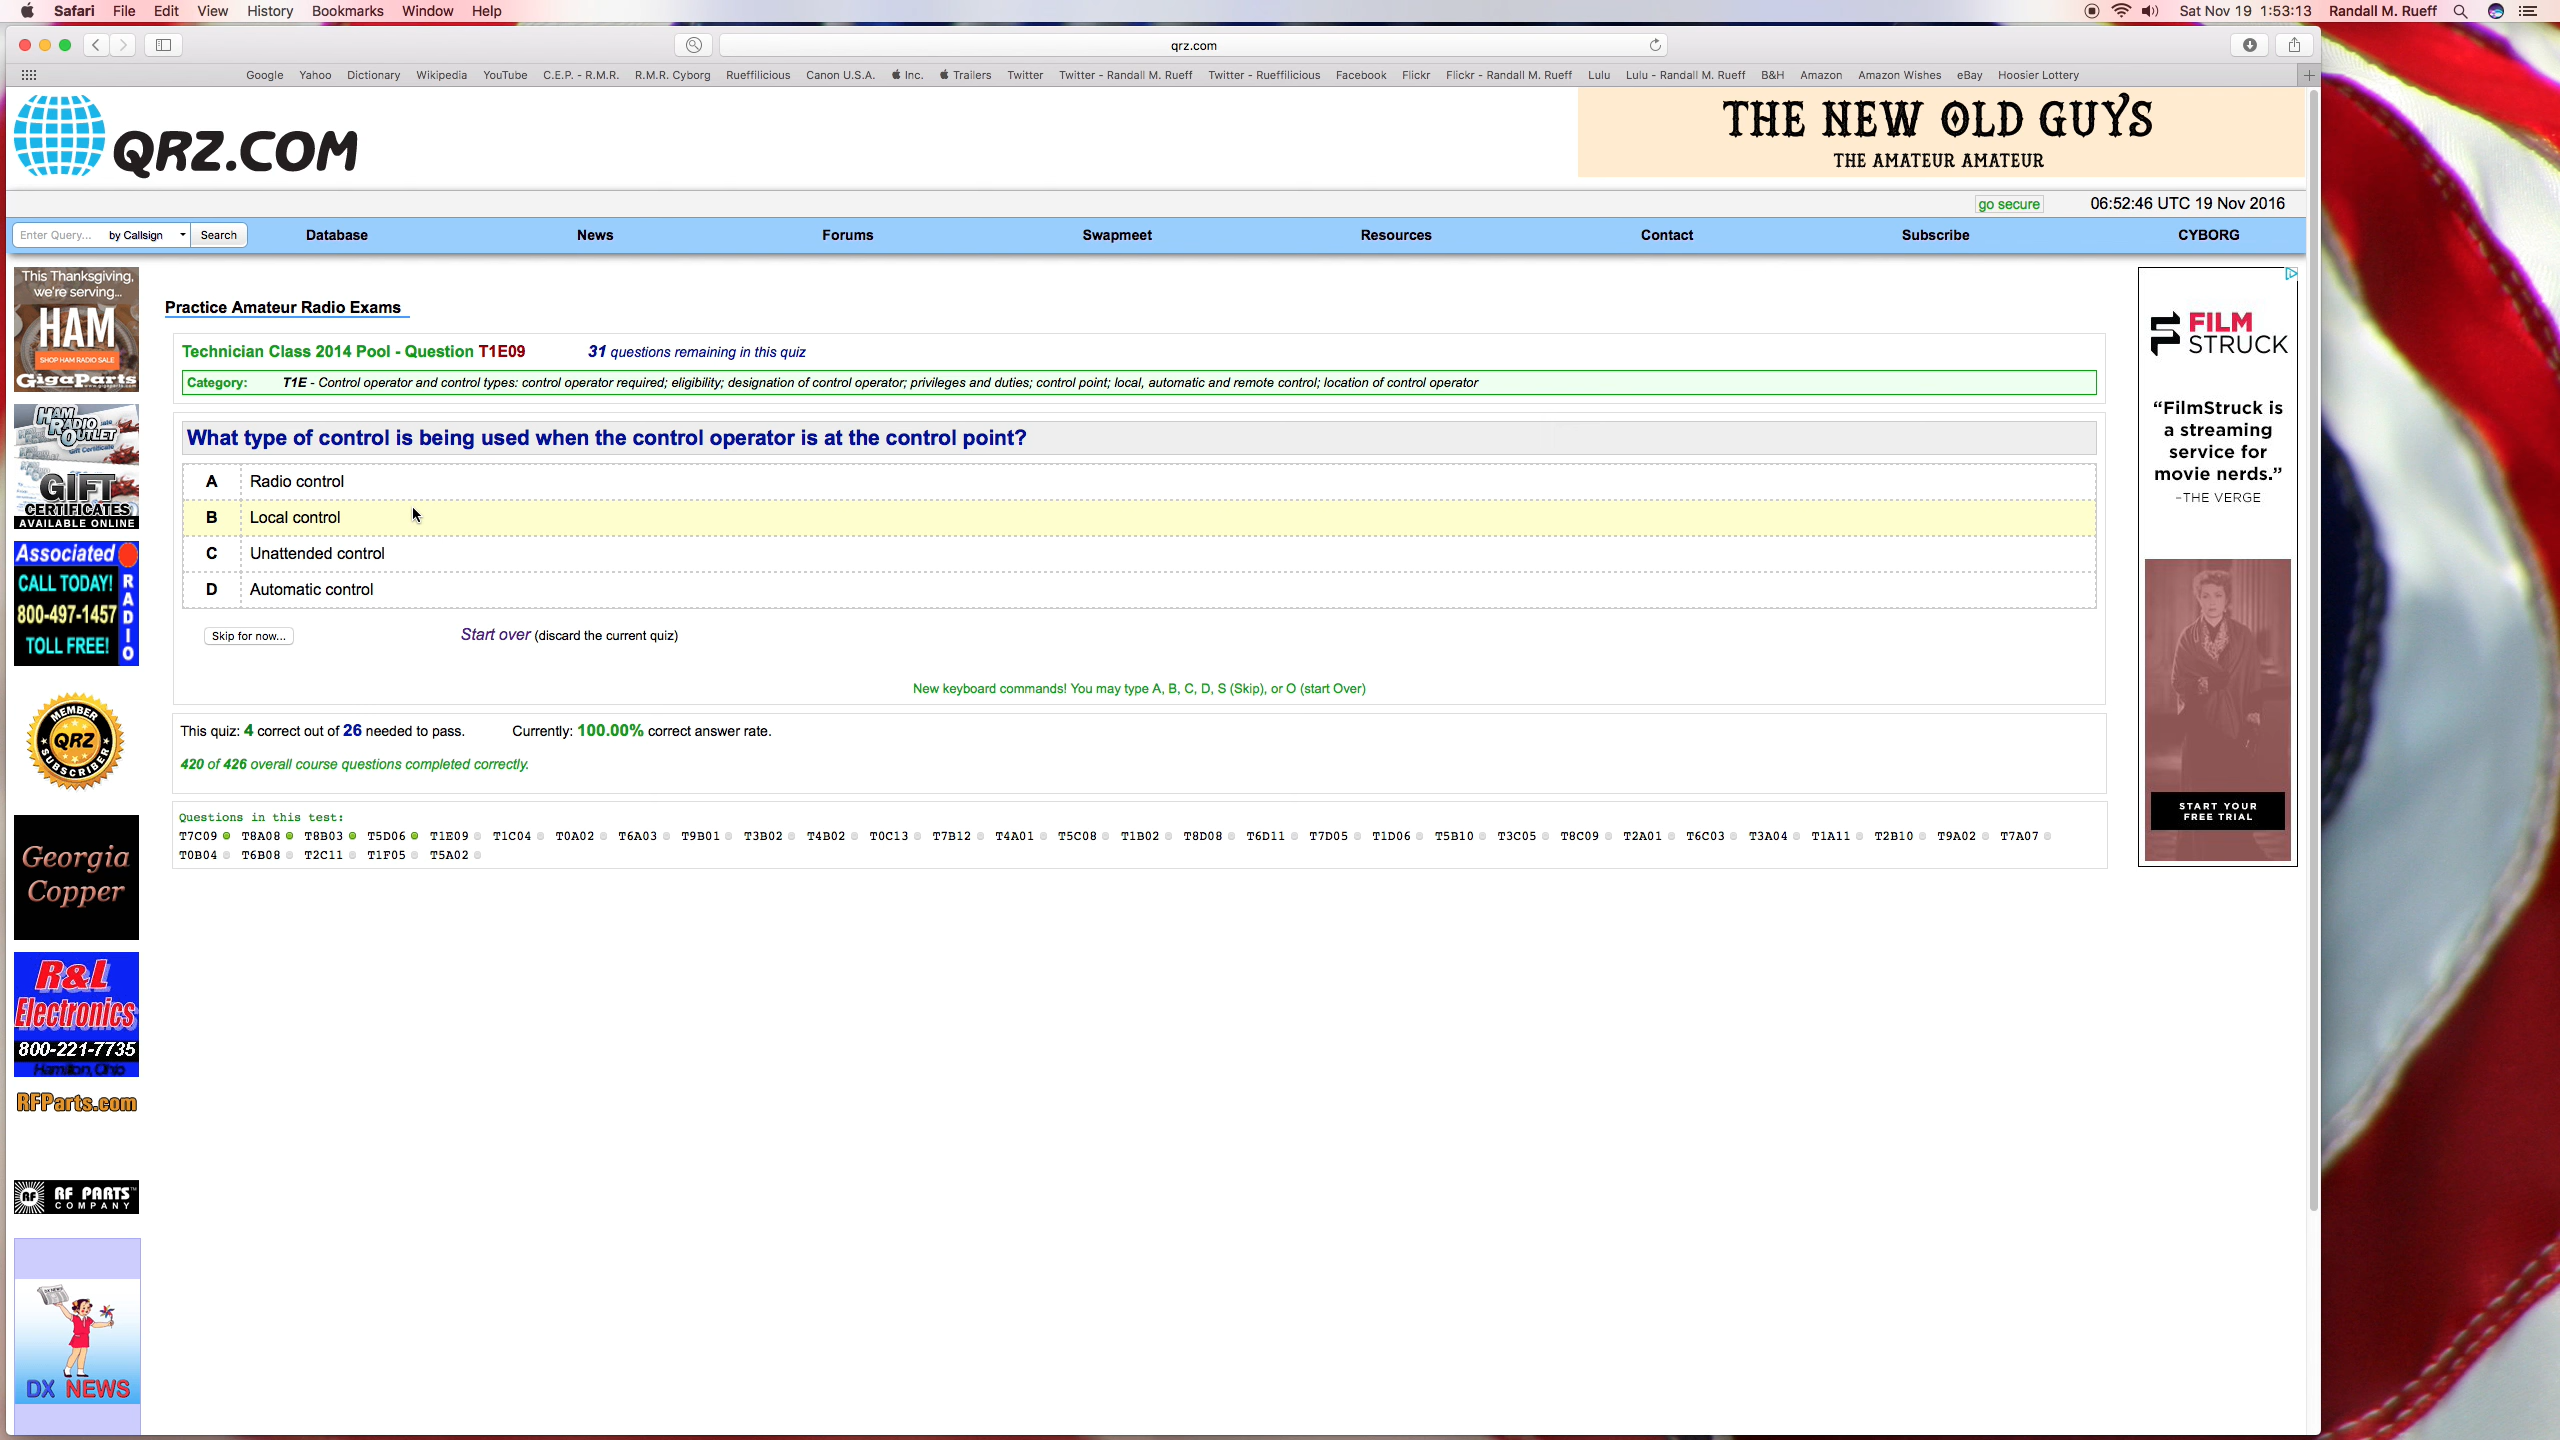 Safari File Edit View History Bookmarks Window Help
Sat Nov 19 1:53:13 Randall M. Rueff
qrz.com
Google Yahoo Dictionary Wikipedia YouTube C.E.P. - R.M.R. R.M.R. Cyborg Rueffilicious Canon U.S.A. Inc. Trailers Twitter Twitter - Randall M. Rueff Twitter - Rueffilicious Facebook Flickr Flickr - Randall M. Rueff Lulu Lulu - Randall M. Rueff B&H Amazon Amazon Wishes eBay Hoosier Lottery
QRZ.COM
THE NEW OLD GUYS
THE AMATEUR AMATEUR
go secure 06:52:46 UTC 19 Nov 2016
Enter Query... by Callsign Search Database News Forums Swapmeet Resources Contact Subscribe CYBORG
This Thanksgiving,
we're serving...
HAM
SHOP HAM RADIO SALE
GigaParts
HAM
RADIO
OUTLET
GIFT
CERTIFICATES
AVAILABLE ONLINE
Associated
RADIO
CALL TODAY!
800-497-1457
TOLL FREE!
MEMBER
QRZ
SUBSCRIBER
Georgia
Copper
R&L
Electronics
800-221-7735
Hamilton, Ohio
RFParts.com
RF RF PARTS™
COMPANY
DX NEWS
Practice Amateur Radio Exams
Technician Class 2014 Pool - Question T1E09 31 questions remaining in this quiz
Category: T1E - Control operator and control types: control operator required; eligibility; designation of control operator; privileges and duties; control point; local, automatic and remote control; location of control operator
What type of control is being used when the control operator is at the control point?
A Radio control
B Local control
C Unattended control
D Automatic control
Skip for now... Start over (discard the current quiz)
New keyboard commands! You may type A, B, C, D, S (Skip), or O (start Over)
This quiz: 4 correct out of 26 needed to pass. Currently: 100.00% correct answer rate.
420 of 426 overall course questions completed correctly.
Questions in this test:
T7C09 T8A08 T8B03 T5D06 T1E09 T1C04 T0A02 T6A03 T9B01 T3B02 T4B02 T0C13 T7B12 T4A01 T5C08 T1B02 T8D08 T6D11 T7D05 T1D06 T5B10 T3C05 T8C09 T2A01 T6C03 T3A04 T1A11 T2B10 T9A02 T7A07
T0B04 T6B08 T2C11 T1F05 T5A02
FILM
STRUCK
“FilmStruck is
a streaming
service for
movie nerds.”
–THE VERGE
START YOUR
FREE TRIAL